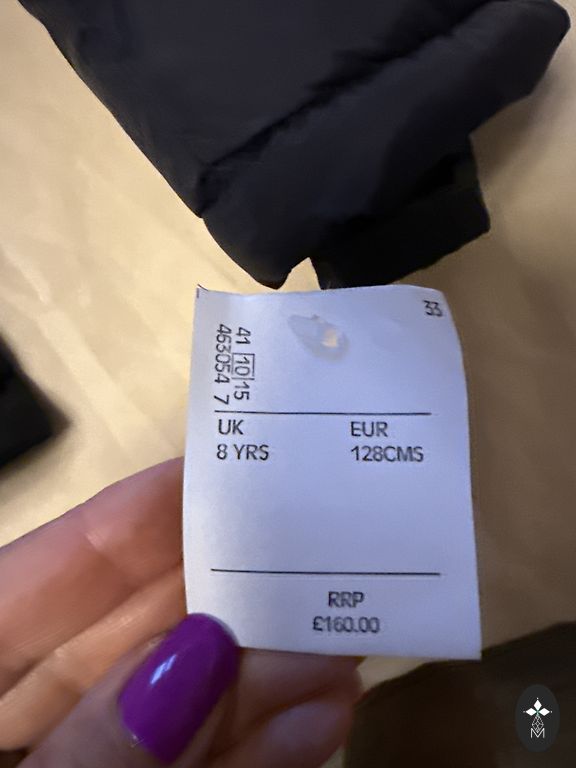 33
41 10 15
463054 7
UK EUR
8 YRS 128CMS
RRP
£160.00
M